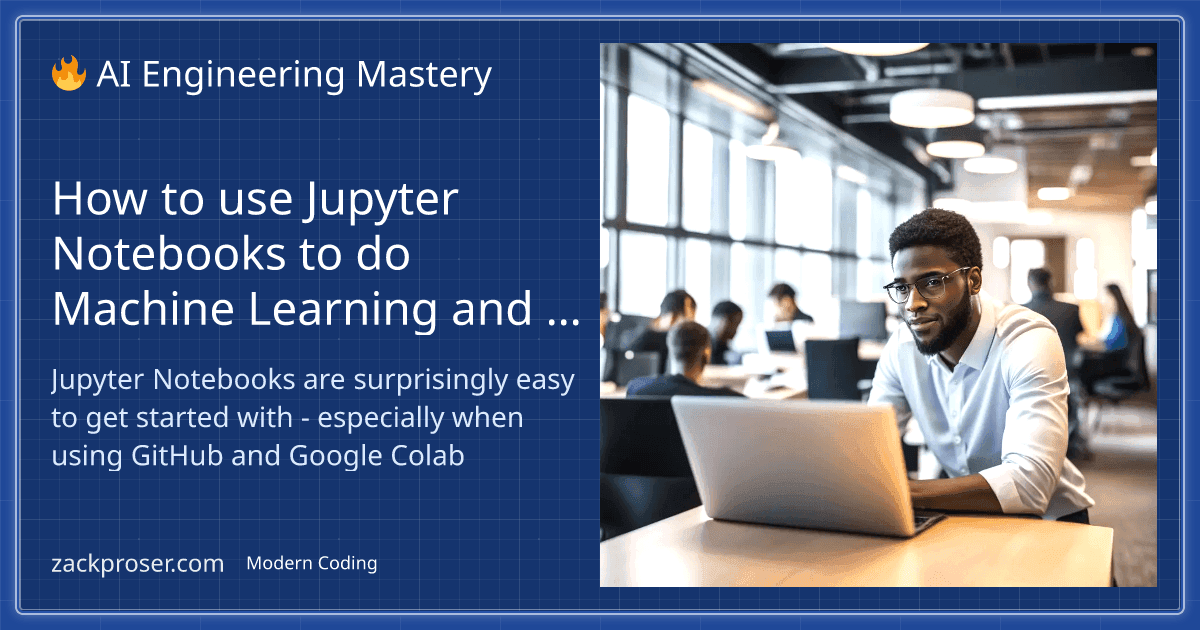 🔥 AI Engineering Mastery
How to use Jupyter
Notebooks to do
Machine Learning and ...
Jupyter Notebooks are surprisingly easy
to get started with - especially when
using GitHub and Google Colab
zackproser.com Modern Coding